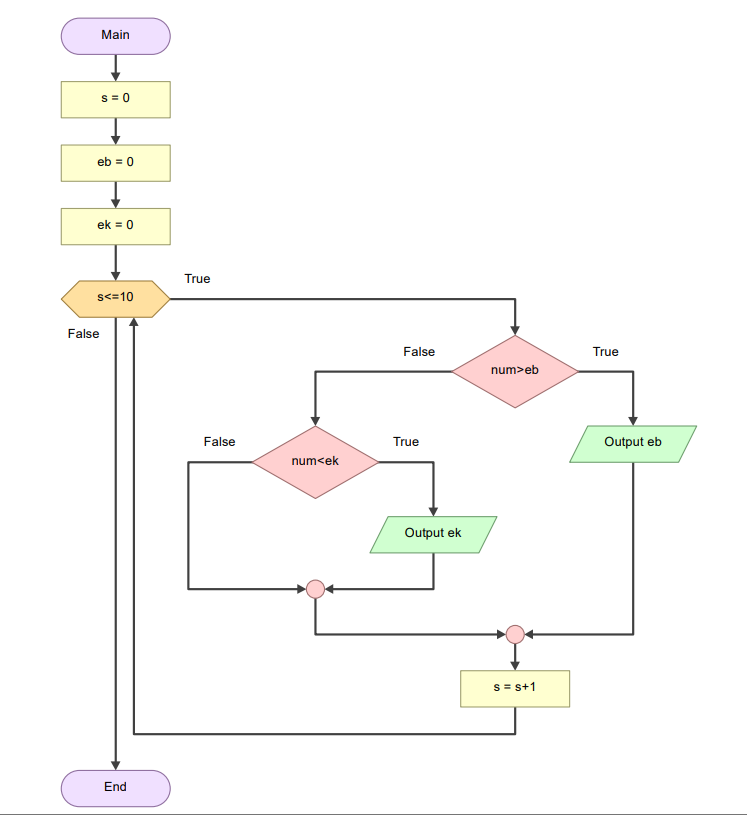 Main
s = 0
eb = 0
ek = 0
s<=10
True
False
num>eb
False
True
num<ek
False
True
Output eb
Output ek
s = s+1
End